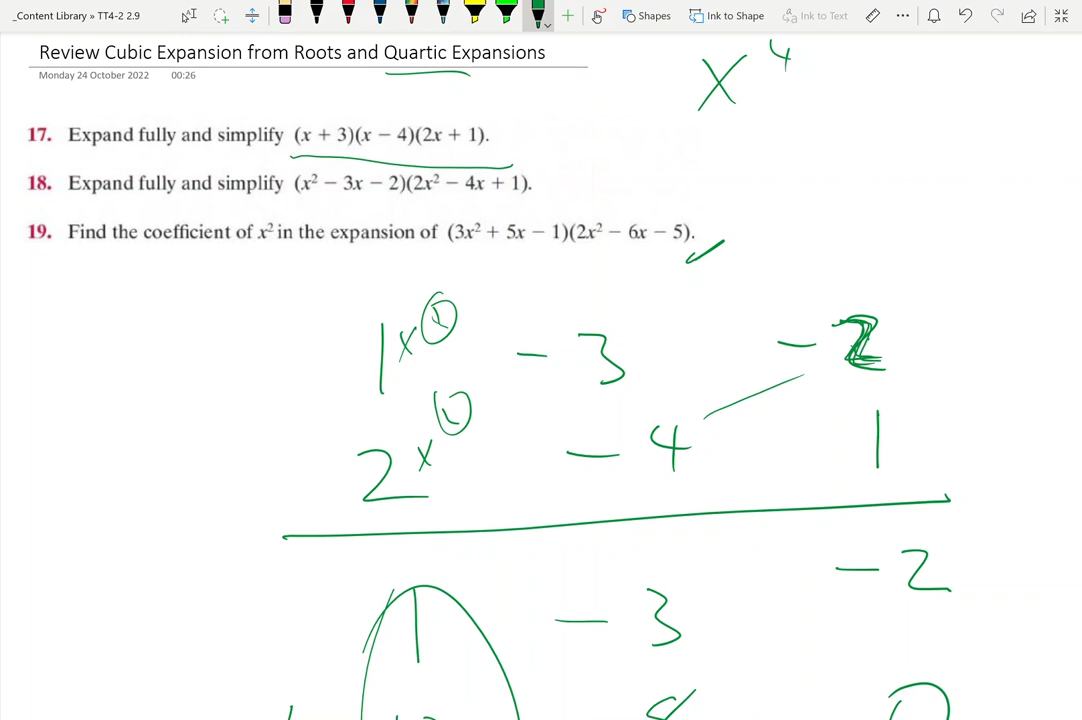 _Content Library » TT4-2 2.9
Shapes
Ink to Shape
Ink to Text
Review Cubic Expansion from Roots and Quartic Expansions
Monday 24 October 2022 00:26
x⁴
17. Expand fully and simplify (x + 3)(x − 4)(2x + 1).
18. Expand fully and simplify (x² − 3x − 2)(2x² − 4x + 1).
19. Find the coefficient of x² in the expansion of (3x² + 5x − 1)(2x² − 6x − 5).
1x − 3 − 2
2x − 4 1
− 2
1 − 3